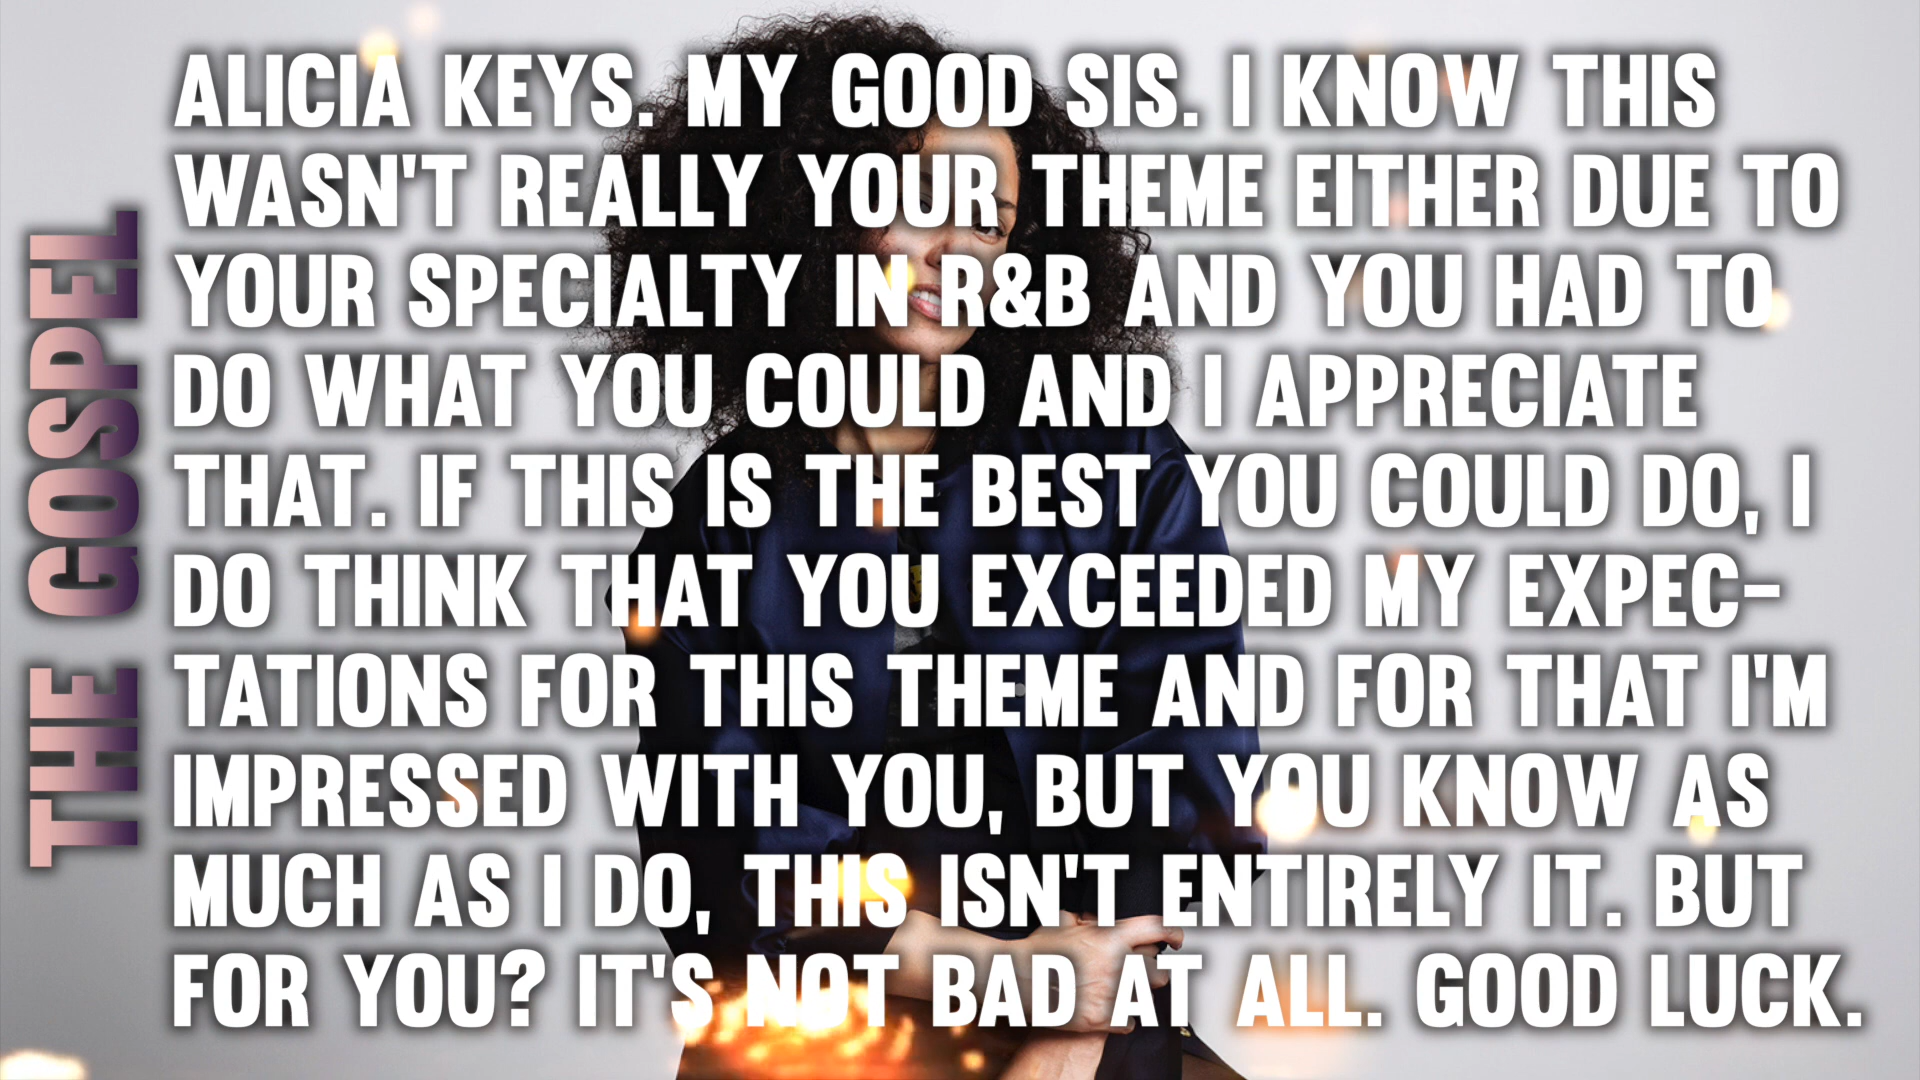 THE GOSPEL
ALICIA KEYS. MY GOOD SIS. I KNOW THIS
WASN'T REALLY YOUR THEME EITHER DUE TO
YOUR SPECIALTY IN R&B AND YOU HAD TO
DO WHAT YOU COULD AND I APPRECIATE
THAT. IF THIS IS THE BEST YOU COULD DO, I
DO THINK THAT YOU EXCEEDED MY EXPEC-
TATIONS FOR THIS THEME AND FOR THAT I'M
IMPRESSED WITH YOU, BUT YOU KNOW AS
MUCH AS I DO, THIS ISN'T ENTIRELY IT. BUT
FOR YOU? IT'S NOT BAD AT ALL. GOOD LUCK.